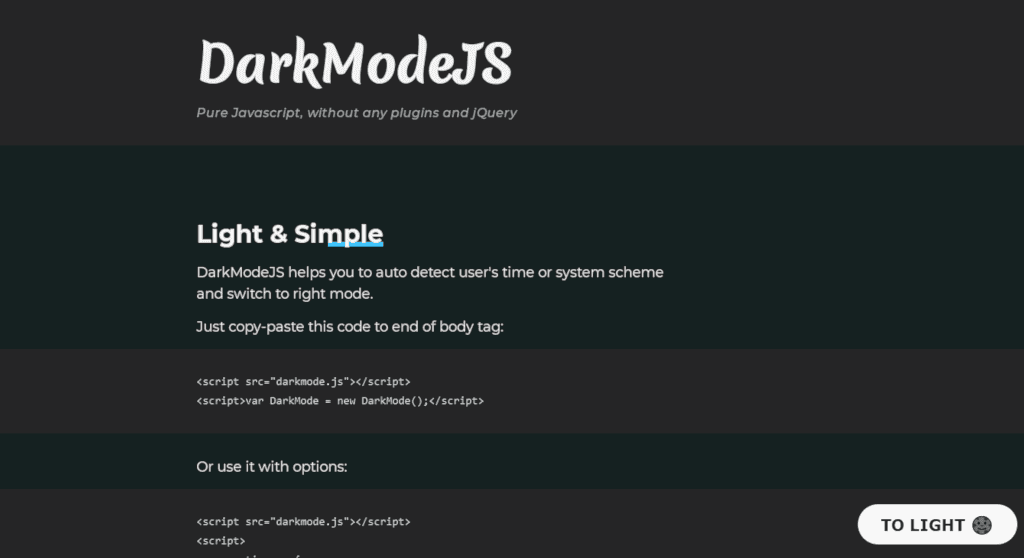 DarkModeJS
Pure Javascript, without any plugins and jQuery
Light & Simple
DarkModeJS helps you to auto detect user's time or system scheme
and switch to right mode.
Just copy-paste this code to end of body tag:
<script src="darkmode.js"></script>
<script>var DarkMode = new DarkMode();</script>
Or use it with options:
<script src="darkmode.js"></script>
<script>
TO LIGHT 🌚